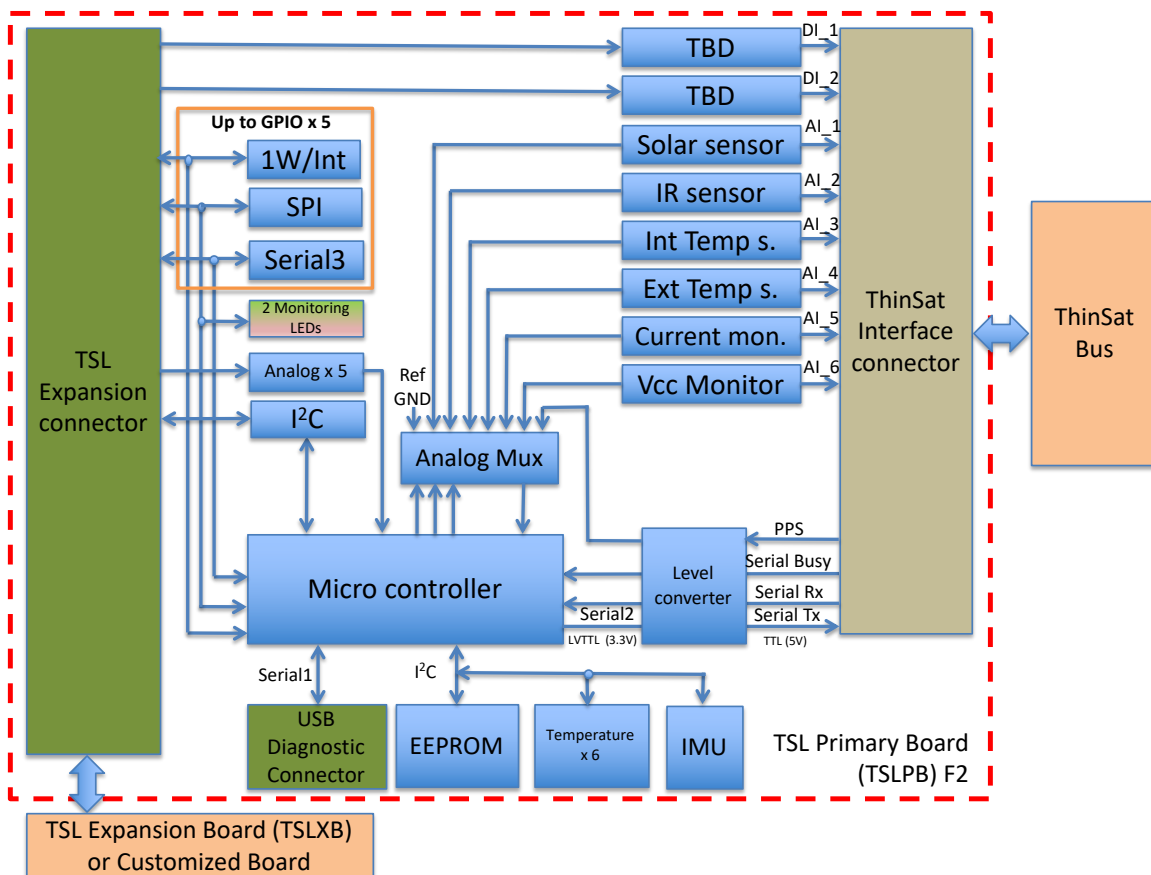 DI_1
TBD
DI_2
TBD
Up to GPIO x 5
AI_1
Solar sensor
1W/Int
AI_2
IR sensor
SPI
AI_3
Int Temp s.
Serial3
AI_4
Ext Temp s.
2 Monitoring
LEDs
AI_5
Current mon.
Analog x 5
AI_6
Vcc Monitor
Ref
GND
I²C
TSL
Expansion
connector
ThinSat
Interface
connector
ThinSat
Bus
Analog Mux
PPS
Serial Busy
Level
converter
Micro controller
Serial Rx
Serial2
Serial Tx
LVTTL (3.3V)
TTL (5V)
Serial1
I²C
USB
Diagnostic
Connector
EEPROM
Temperature
x 6
IMU
TSL Primary Board
(TSLPB) F2
TSL Expansion Board (TSLXB)
or Customized Board